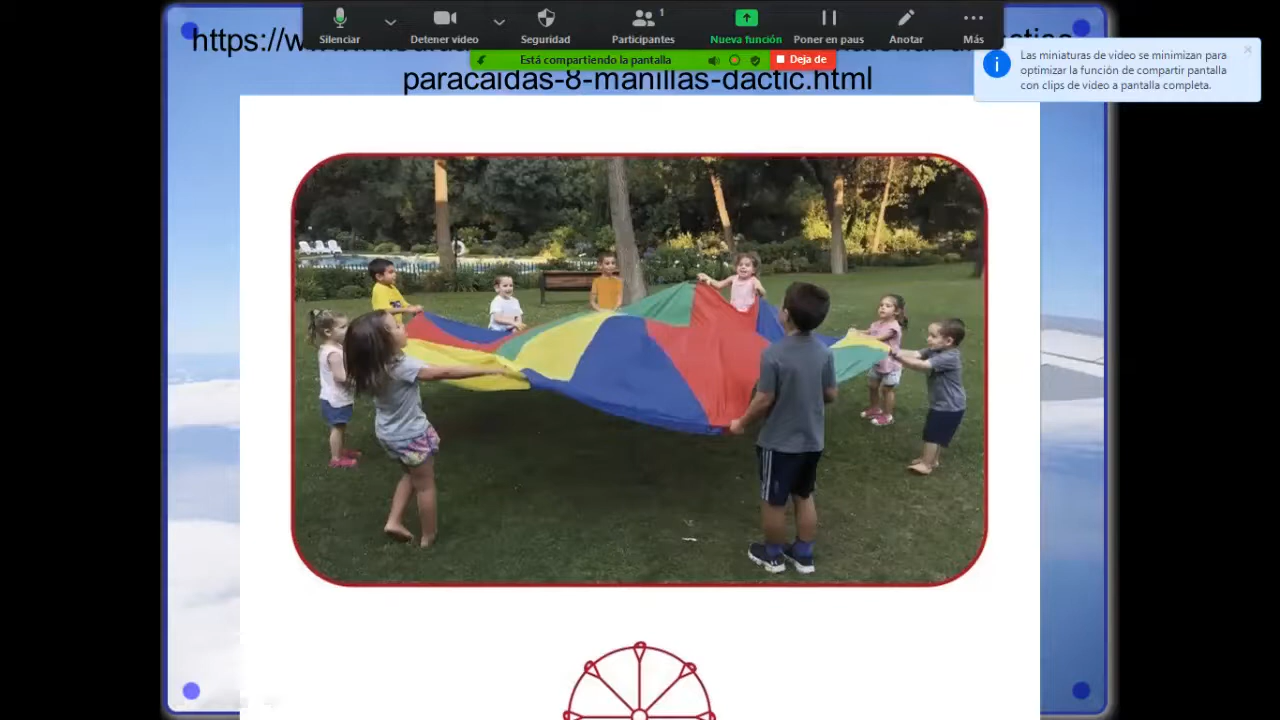 Silenciar
Detener video
Seguridad
Participantes
1
Nueva función
Poner en paus
Anotar
Más
https://w
Está compartiendo la pantalla
Deja de
paracaidas-8-manillas-dactic.html
Las miniaturas de video se minimizan para
optimizar la función de compartir pantalla
con clips de video a pantalla completa.